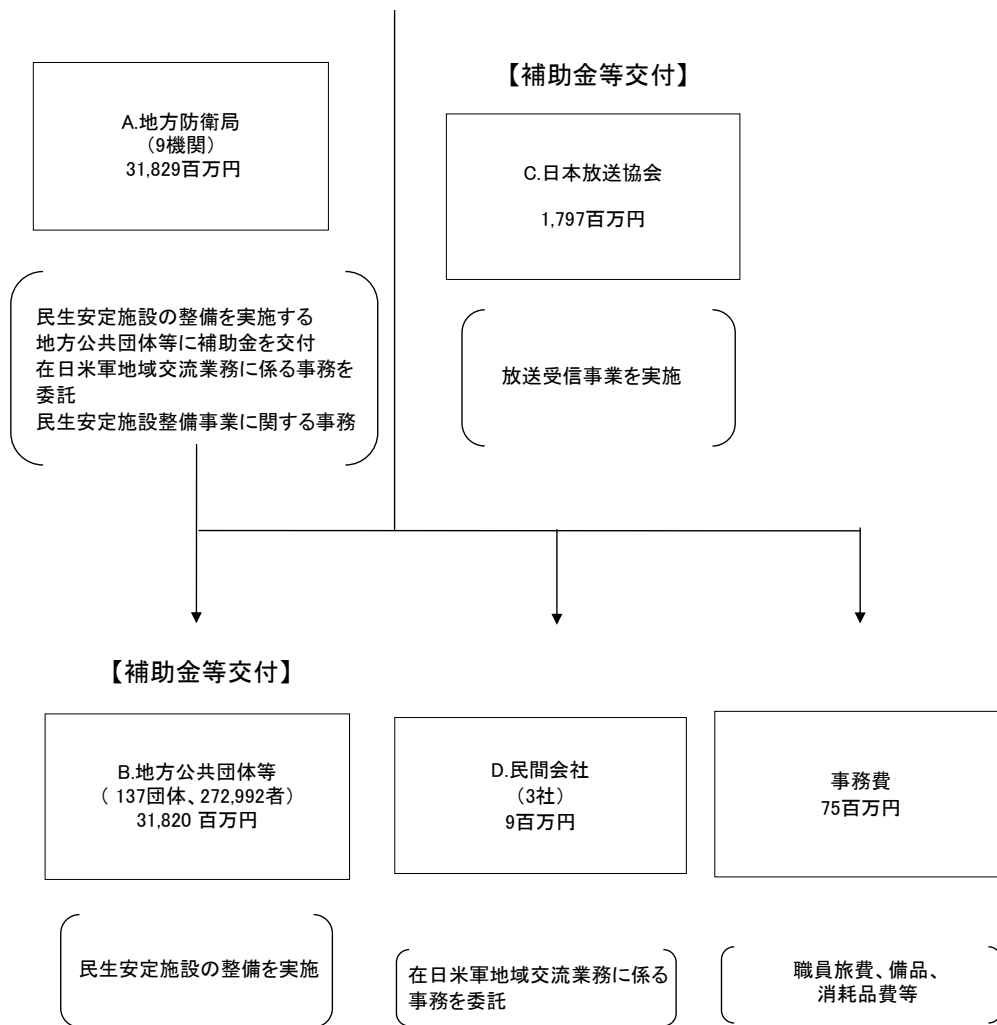 A.地方防衛局
（9機関）
31,829百万円
【補助金等交付】
C.日本放送協会
1,797百万円
民生安定施設の整備を実施する
地方公共団体等に補助金を交付
在日米軍地域交流業務に係る事務を
委託
民生安定施設整備事業に関する事務
放送受信事業を実施
【補助金等交付】
B.地方公共団体等
（ 137団体、272,992者）
31,820 百万円
D.民間会社
（3社）
9百万円
事務費
75百万円
民生安定施設の整備を実施
在日米軍地域交流業務に係る
事務を委託
職員旅費、備品、
消耗品費等